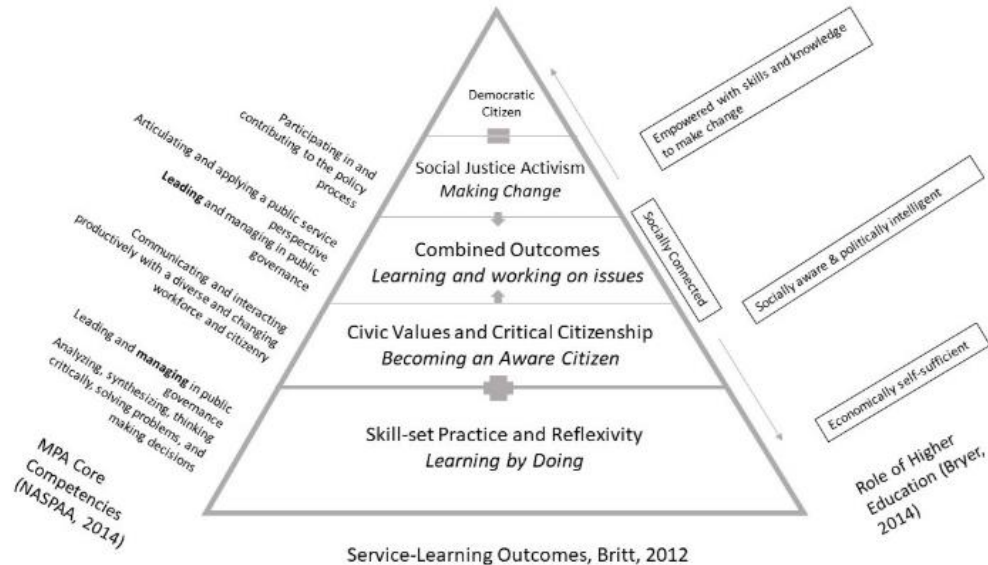 Democratic
Citizen
Social Justice Activism
Making Change
Combined Outcomes
Learning and working on issues
Civic Values and Critical Citizenship
Becoming an Aware Citizen
Skill-set Practice and Reflexivity
Learning by Doing
Service-Learning Outcomes, Britt, 2012
Participating in and
contributing to the policy
process
Articulating and applying a public service
perspective
Leading and managing in public
governance
Communicating and interacting
productively with a diverse and changing
workforce and citizenry
Leading and managing in public
governance
Analyzing, synthesizing, thinking
critically, solving problems, and
making decisions
MPA Core
Competencies
(NASPAA, 2014)
Empowered with skills and knowledge
to make change
Socially Connected
Socially aware & politically intelligent
Economically self-sufficient
Role of Higher
Education (Bryer,
2014)